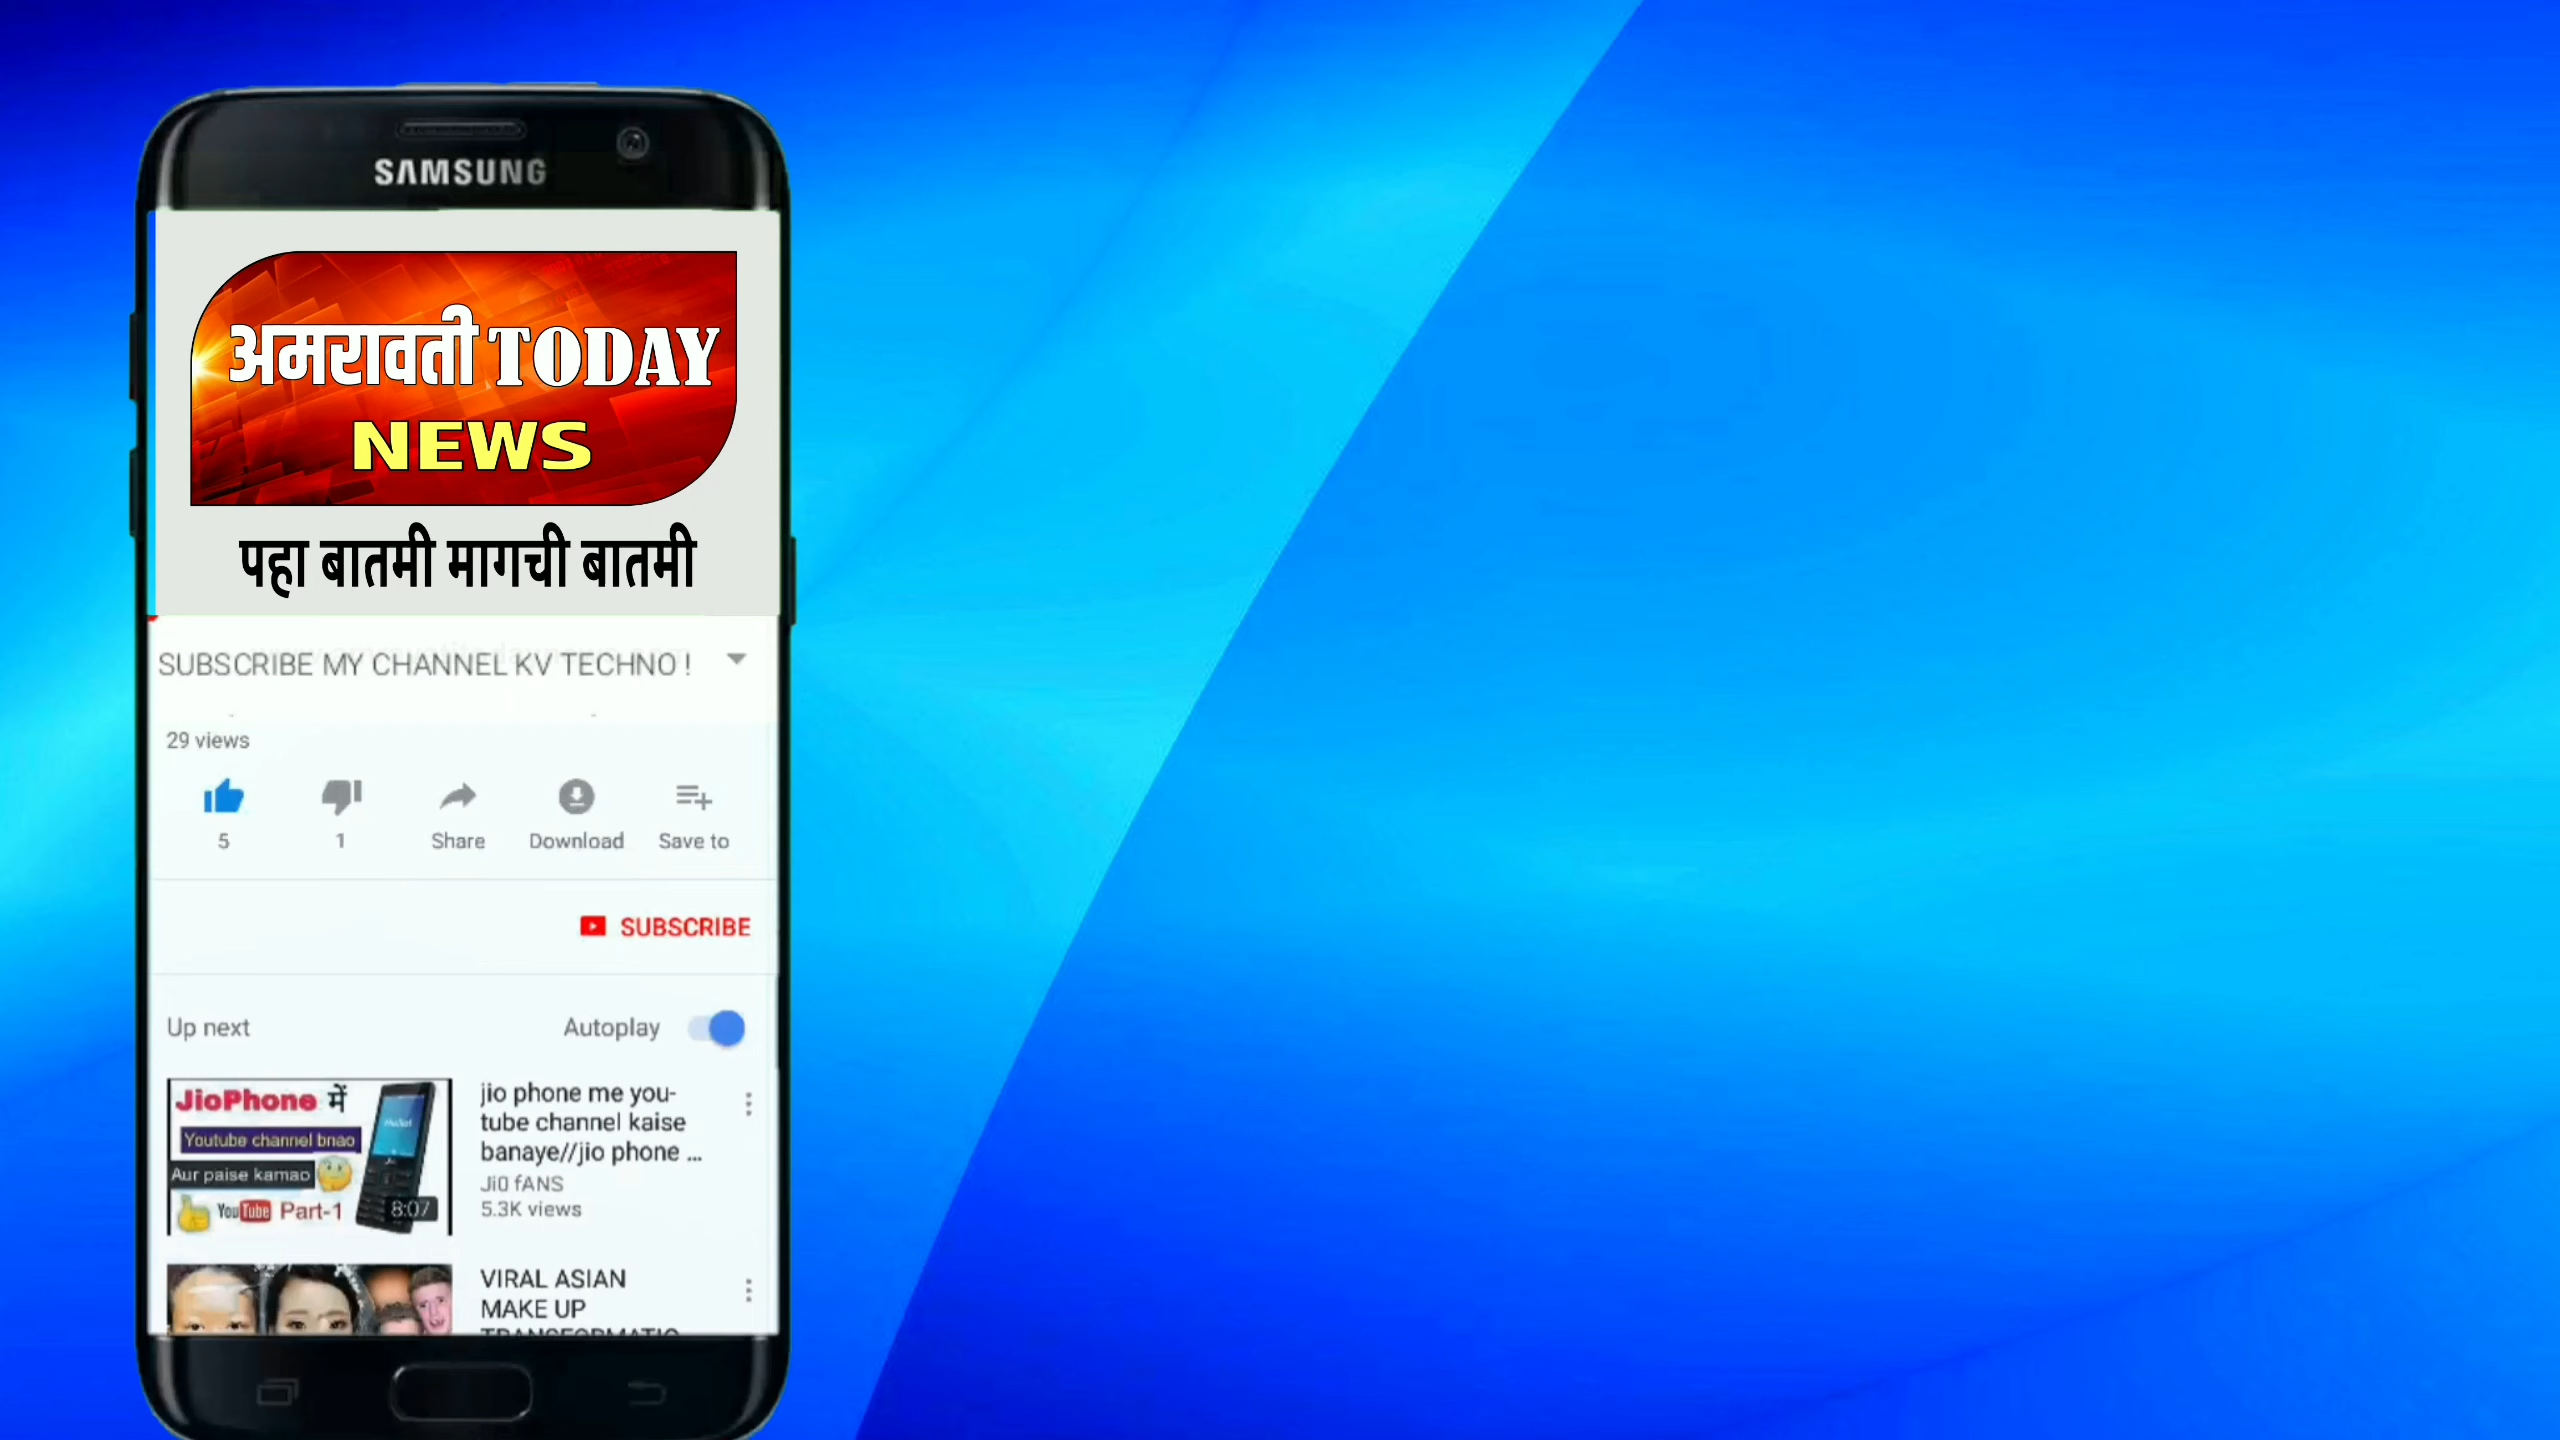 SAMSUNG
अमरावती TODAY
NEWS
पहा बातमी मागची बातमी
SUBSCRIBE MY CHANNEL KV TECHNO !
29 views
5
1
Share
Download
Save to
SUBSCRIBE
Up next
Autoplay
JioPhone में
Youtube channel bnao
Aur paise kamao
YouTube Part-1
8:07
jio phone me you-
tube channel kaise
banaye//jio phone ...
Ji0 fANS
5.3K views
VIRAL ASIAN
MAKE UP